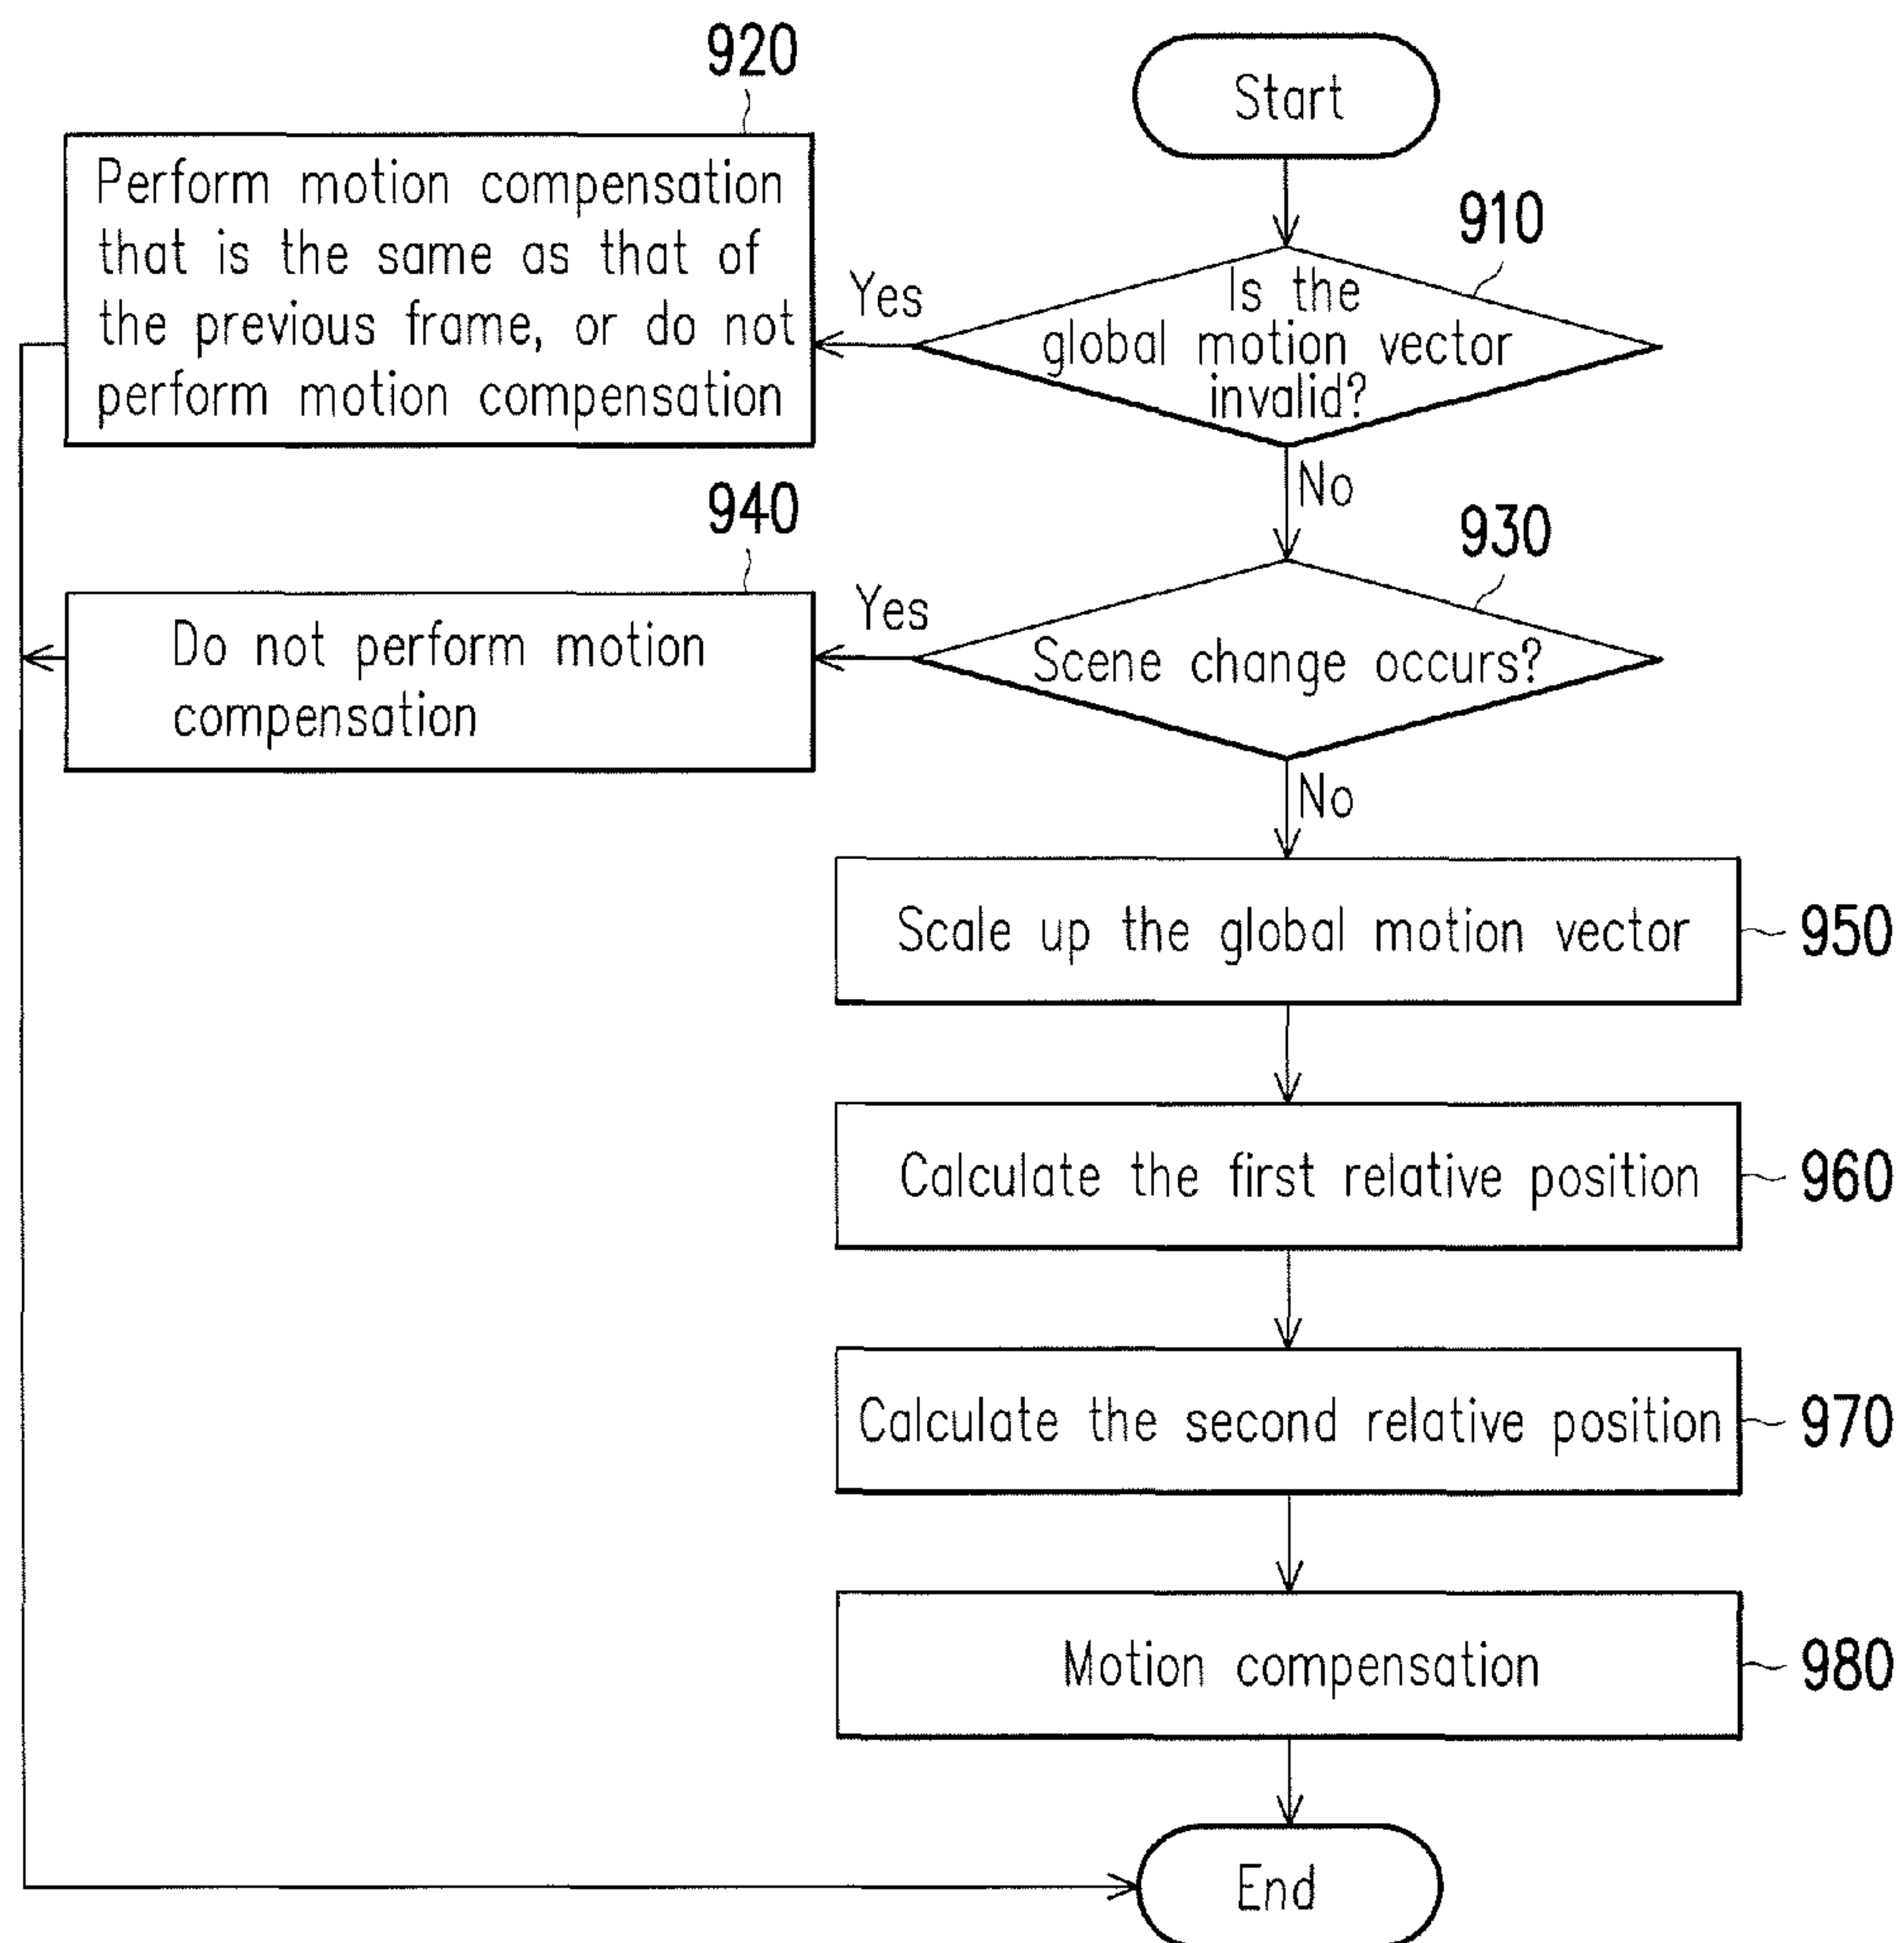 Start
910
Is the
global motion vector
invalid?
Yes
920
Perform motion compensation
that is the same as that of
the previous frame, or do not
perform motion compensation
No
930
Scene change occurs?
Yes
940
Do not perform motion
compensation
No
Scale up the global motion vector
950
Calculate the first relative position
960
Calculate the second relative position
970
Motion compensation
980
End